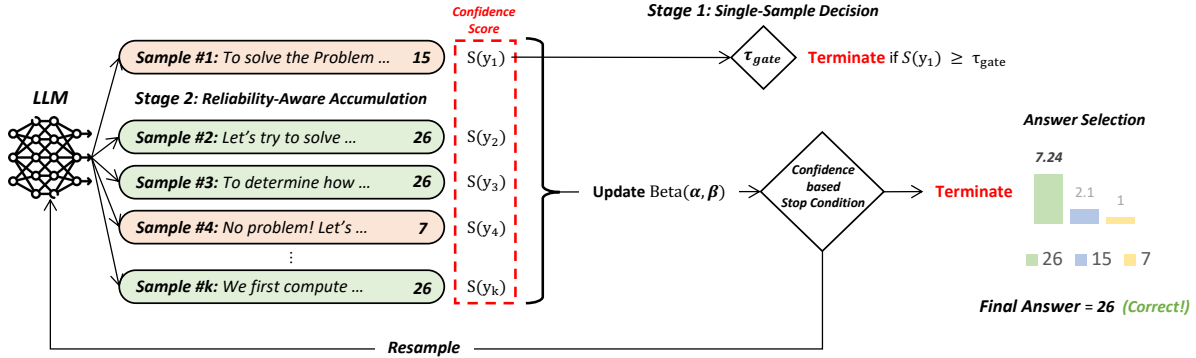 Confidence
Score
Stage 1: Single-Sample Decision
LLM
Sample #1: To solve the Problem ... 15
S(y₁)
τgate
Terminate if S(y₁) ≥ τgate
Stage 2: Reliability-Aware Accumulation
Sample #2: Let's try to solve ... 26
S(y₂)
Sample #3: To determine how ... 26
S(y₃)
Sample #4: No problem! Let's ... 7
S(y₄)
⋮
Sample #k: We first compute ... 26
S(yₖ)
Update Beta(α, β)
Confidence
based
Stop Condition
Terminate
Answer Selection
7.24
2.1
1
26 15 7
Final Answer = 26 (Correct!)
Resample